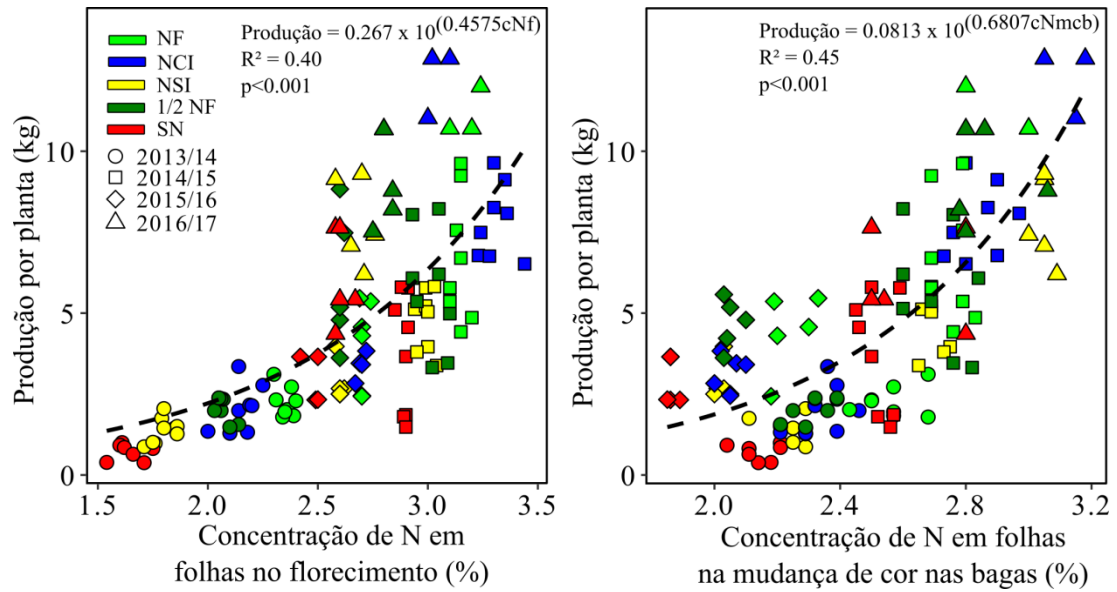 Produção = 0.267 x 10(0.4575cNf)
R² = 0.40
p<0.001
NF
NCI
NSI
1/2 NF
SN
2013/14
2014/15
2015/16
2016/17
Produção por planta (kg)
10
5
0
1.5 2.0 2.5 3.0 3.5
Concentração de N em
folhas no florecimento (%)
Produção = 0.0813 x 10(0.6807cNmcb)
R² = 0.45
p<0.001
Produção por planta (kg)
10
5
0
2.0 2.4 2.8 3.2
Concentração de N em folhas
na mudança de cor nas bagas (%)